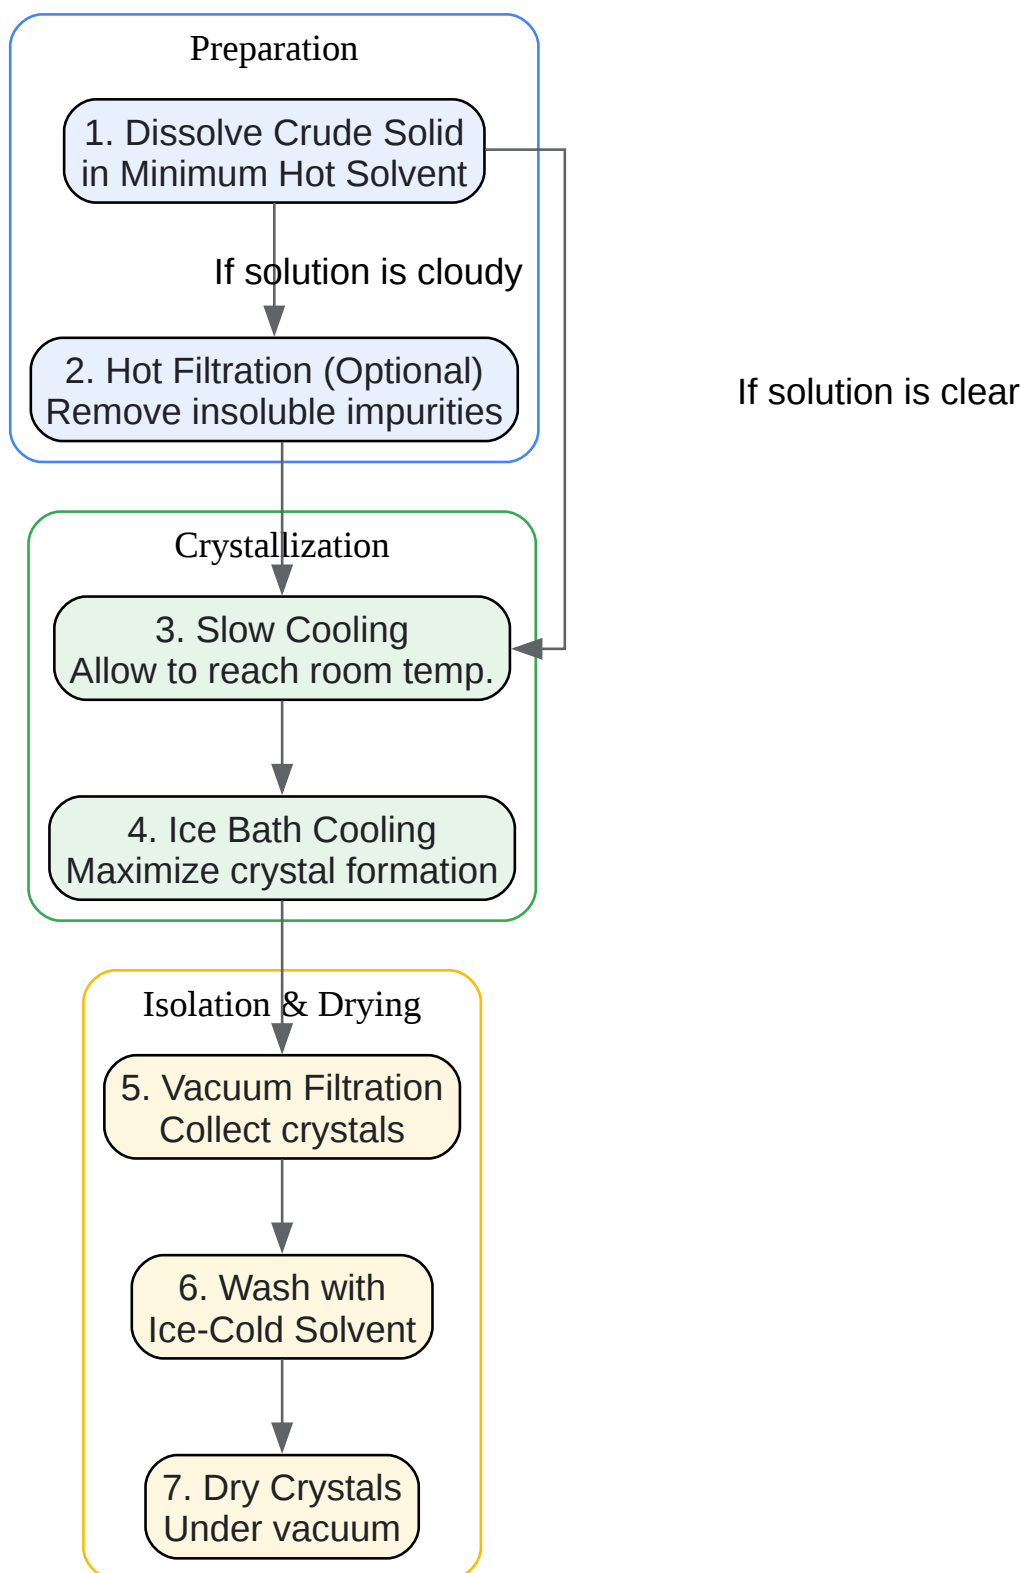 Preparation
1. Dissolve Crude Solid
in Minimum Hot Solvent
If solution is cloudy
2. Hot Filtration (Optional)
Remove insoluble impurities
If solution is clear
Crystallization
3. Slow Cooling
Allow to reach room temp.
4. Ice Bath Cooling
Maximize crystal formation
Isolation & Drying
5. Vacuum Filtration
Collect crystals
6. Wash with
Ice-Cold Solvent
7. Dry Crystals
Under vacuum